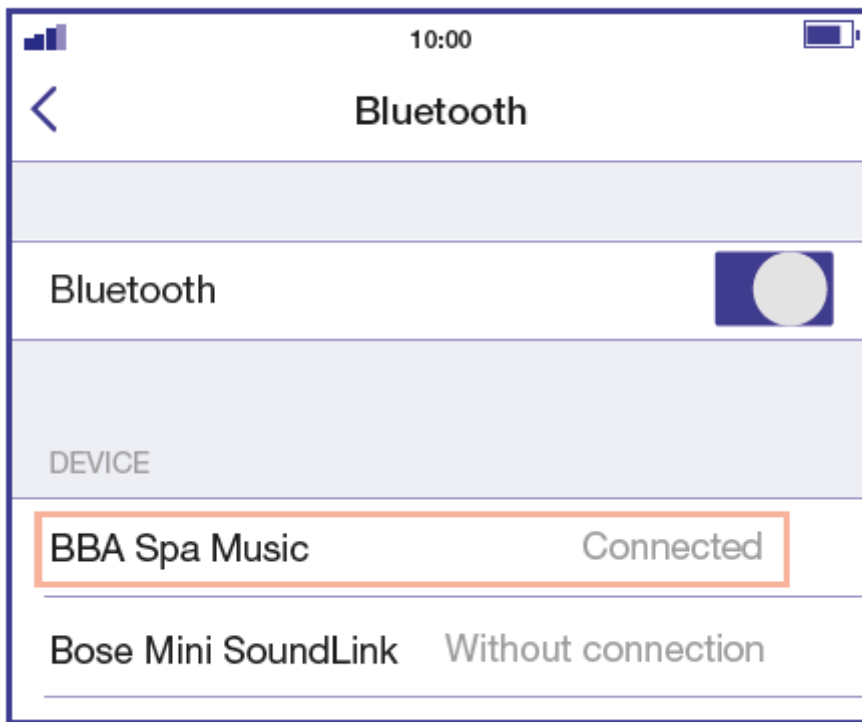 10:00
Bluetooth
Bluetooth
DEVICE
BBA Spa Music Connected
Bose Mini SoundLink Without connection